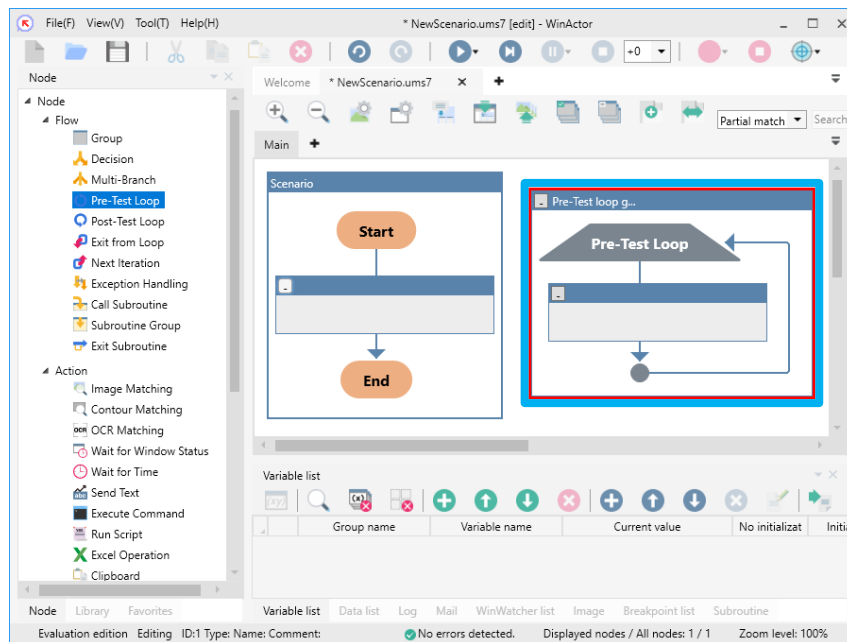 File(F) View(V) Tool(T) Help(H) * NewScenario.ums7 [edit] - WinActor
+0
Node
Welcome * NewScenario.ums7
Node
Flow
Group
Decision
Multi-Branch
Pre-Test Loop
Post-Test Loop
Exit from Loop
Next Iteration
Exception Handling
Call Subroutine
Subroutine Group
Exit Subroutine
Action
Image Matching
Contour Matching
OCR OCR Matching
Wait for Window Status
Wait for Time
Send Text
Execute Command
Run Script
Excel Operation
Clipboard
Node Library Favorites
Partial match Search
Main
Scenario
Start
End
Pre-Test loop g...
Pre-Test Loop
Variable list
Group name Variable name Current value No initializat Initia
Variable list Data list Log Mail WinWatcher list Image Breakpoint list Subroutine
Evaluation edition Editing ID:1 Type: Name: Comment: No errors detected. Displayed nodes / All nodes: 1 / 1 Zoom level: 100%